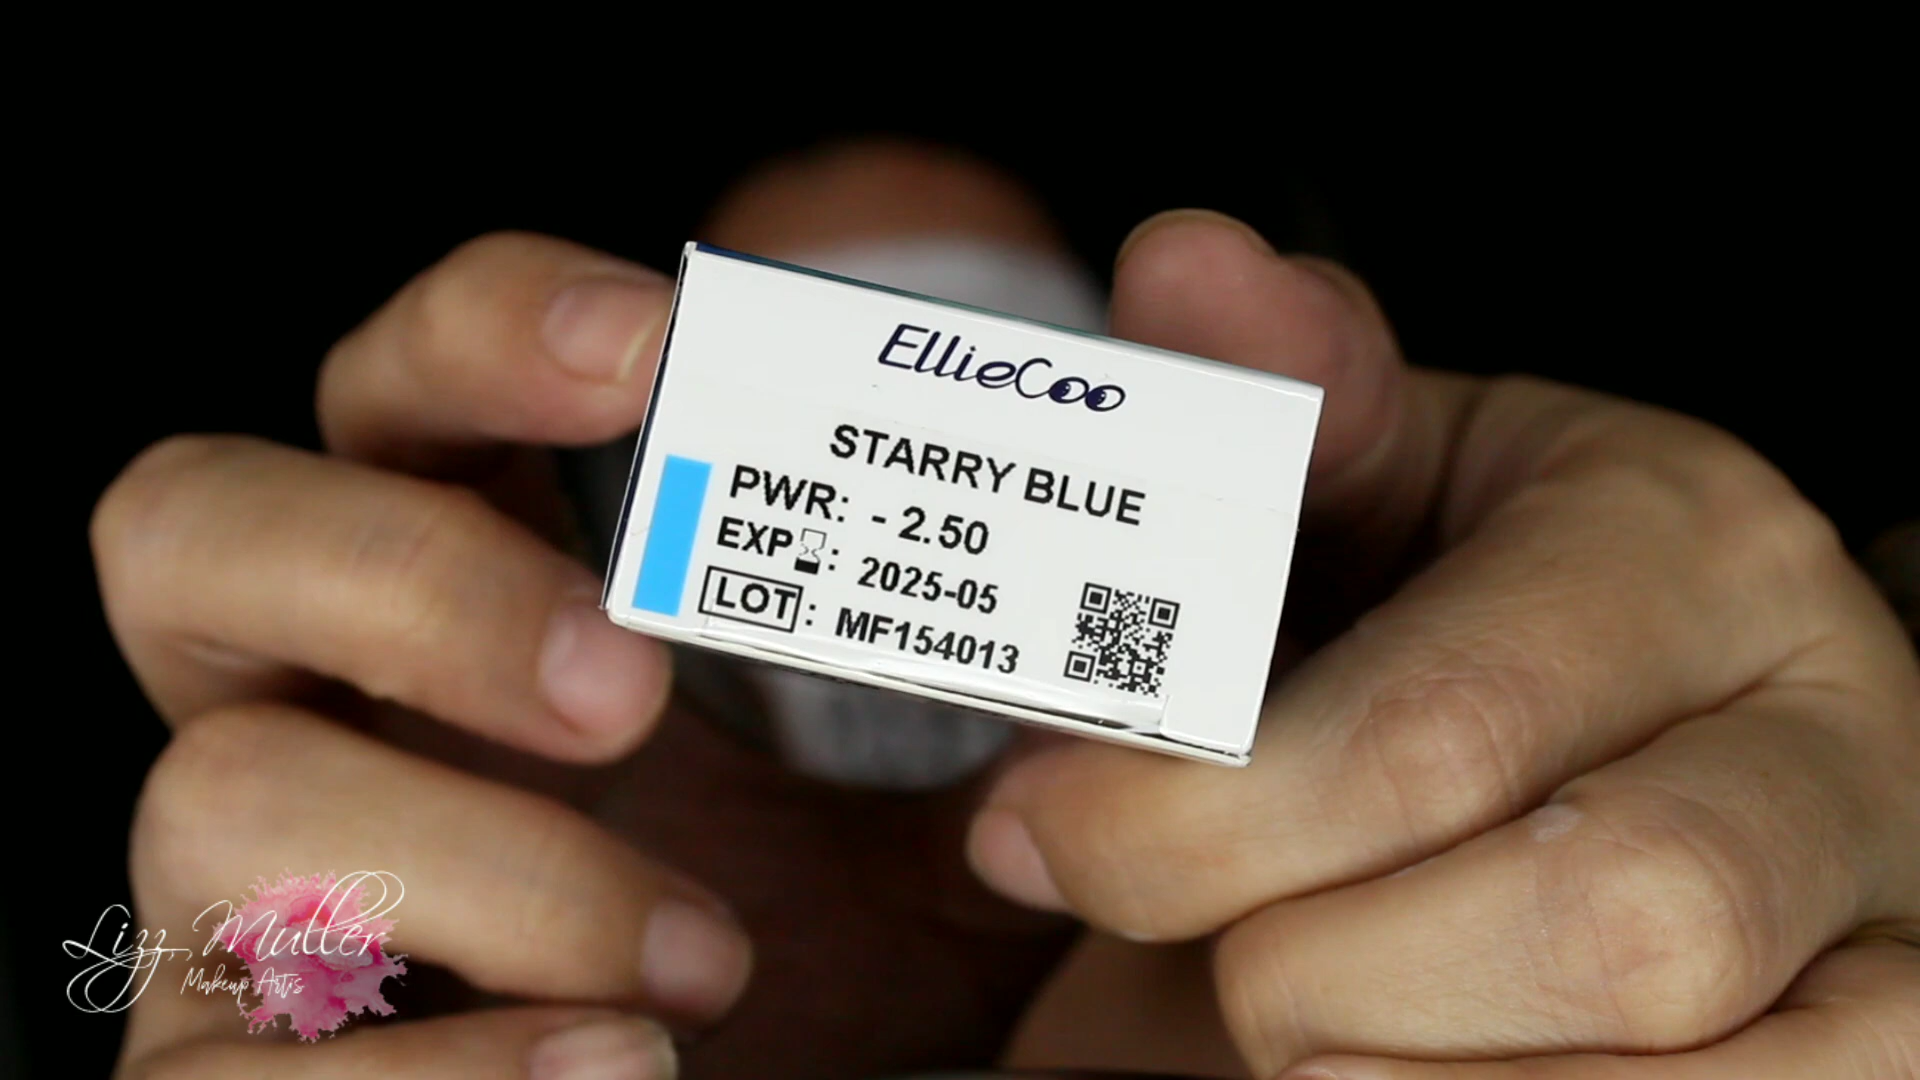 EllieCoo
STARRY BLUE
PWR: - 2.50
EXP : 2025-05
LOT : MF154013
Lizz Muller
Makeup Artis